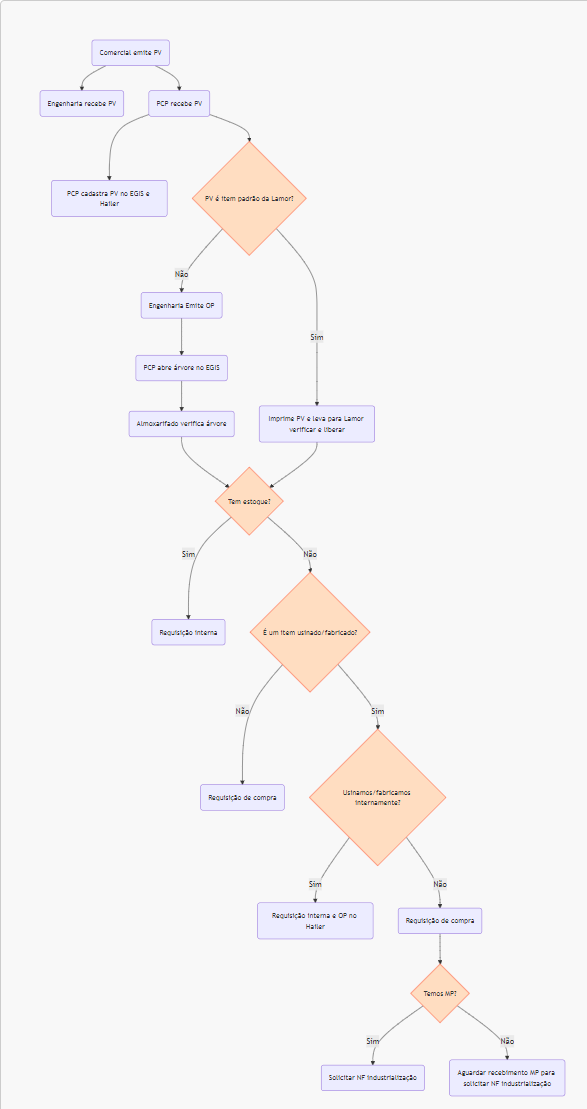 Comercial emite PV
Engenharia recebe PV
PCP recebe PV
PCP cadastra PV no EGIS e
Hailer
PV é item padrão da Lamor?
Não
Engenharia Emite OP
Sim
PCP abre árvore no EGIS
Almoxarifado verifica árvore
Imprime PV e leva para Lamor
verificar e liberar
Tem estoque?
Sim
Não
Requisição interna
É um item usinado/fabricado?
Não
Sim
Requisição de compra
Usinamos/fabricamos
internamente?
Sim
Não
Requisição interna e OP no
Hailer
Requisição de compra
Temos MP?
Sim
Não
Solicitar NF industrialização
Aguardar recebimento MP para
solicitar NF industrialização